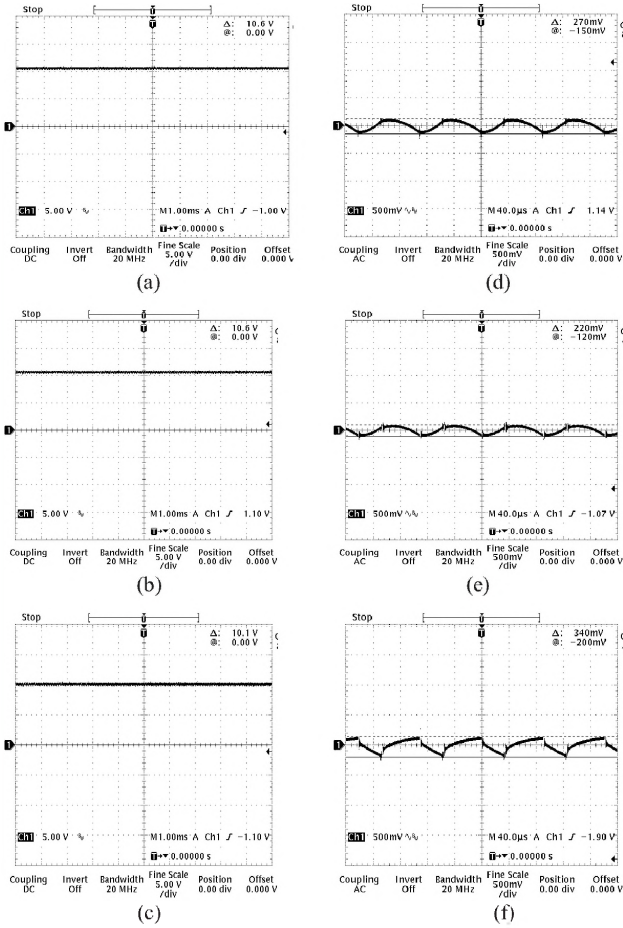 Stop
Δ: 10.6 V
@: 0.00 V
1
Ch1 5.00 V M 1.00ms A Ch1 -1.00 V
0.00000 s
Coupling DC Invert Off Bandwidth 20 MHz Fine Scale 5.00 V /div Position 0.00 div Offset 0.000 V
(a)
Stop
Δ: 270mV
@: -150mV
1
Ch1 500mV M 40.0µs A Ch1 1.14 V
0.00000 s
Coupling AC Invert Off Bandwidth 20 MHz Fine Scale 500mV /div Position 0.00 div Offset 0.000 V
(d)
Δ: 10.6 V
@: 0.00 V
1
Ch1 5.00 V M 1.00ms A Ch1 1.10 V
0.00000 s
Coupling DC Invert Off Bandwidth 20 MHz Fine Scale 5.00 V /div Position 0.00 div Offset 0.000 V
(b)
Stop
Δ: 220mV
@: -120mV
1
Ch1 500mV M 40.0µs A Ch1 -1.07 V
0.00000 s
Coupling AC Invert Off Bandwidth 20 MHz Fine Scale 500mV /div Position 0.00 div Offset 0.000 V
(e)
Stop
Δ: 10.1 V
@: 0.00 V
1
Ch1 5.00 V M 1.00ms A Ch1 -1.10 V
0.00000 s
Coupling DC Invert Off Bandwidth 20 MHz Fine Scale 5.00 V /div Position 0.00 div Offset 0.000 V
(c)
Stop
Δ: 340mV
@: -200mV
1
Ch1 500mV M 40.0µs A Ch1 -1.90 V
0.00000 s
Coupling AC Invert Off Bandwidth 20 MHz Fine Scale 500mV /div Position 0.00 div Offset 0.000 V
(f)